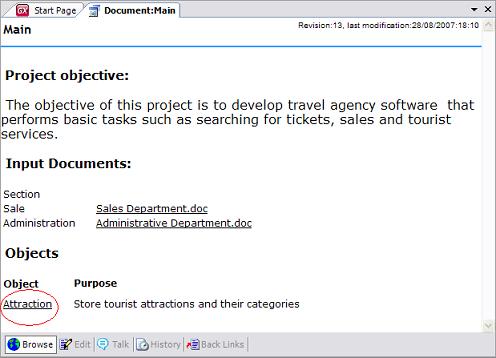 GX Start Page Document:Main
Main Revision:13, last modification:28/08/2007:18:10
Project objective:
The objective of this project is to develop travel agency software that
performs basic tasks such as searching for tickets, sales and tourist
services.
Input Documents:
Section
Sale Sales Department.doc
Administration Administrative Department.doc
Objects
Object Purpose
Attraction Store tourist attractions and their categories
Browse Edit Talk History Back Links